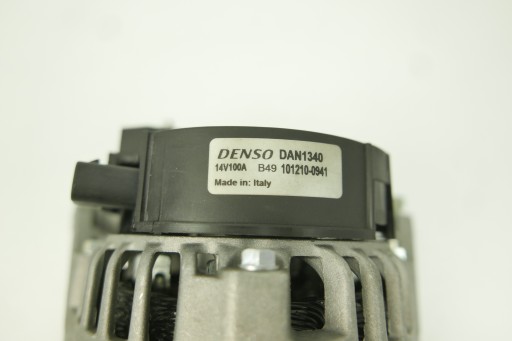 DENSO DAN1340
14V100A B49 101210-0941
Made in: Italy